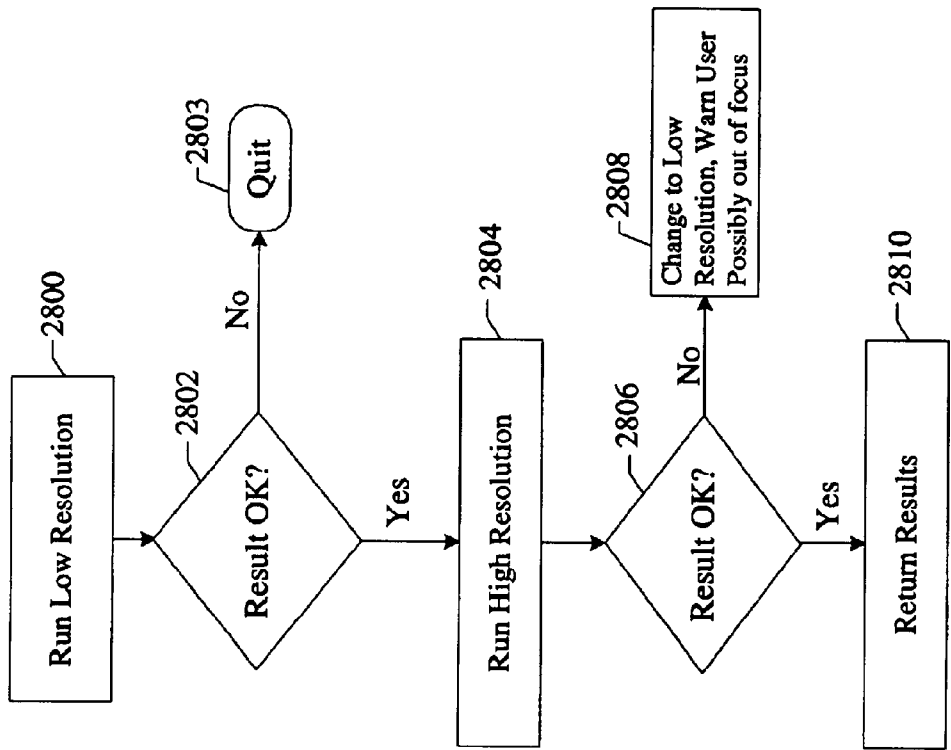 2800
Run Low Resolution
2802
Result OK?
No
2803
Quit
Yes
2804
Run High Resolution
2806
Result OK?
No
2808
Change to Low
Resolution, Warn User
Possibly out of focus
Yes
2810
Return Results